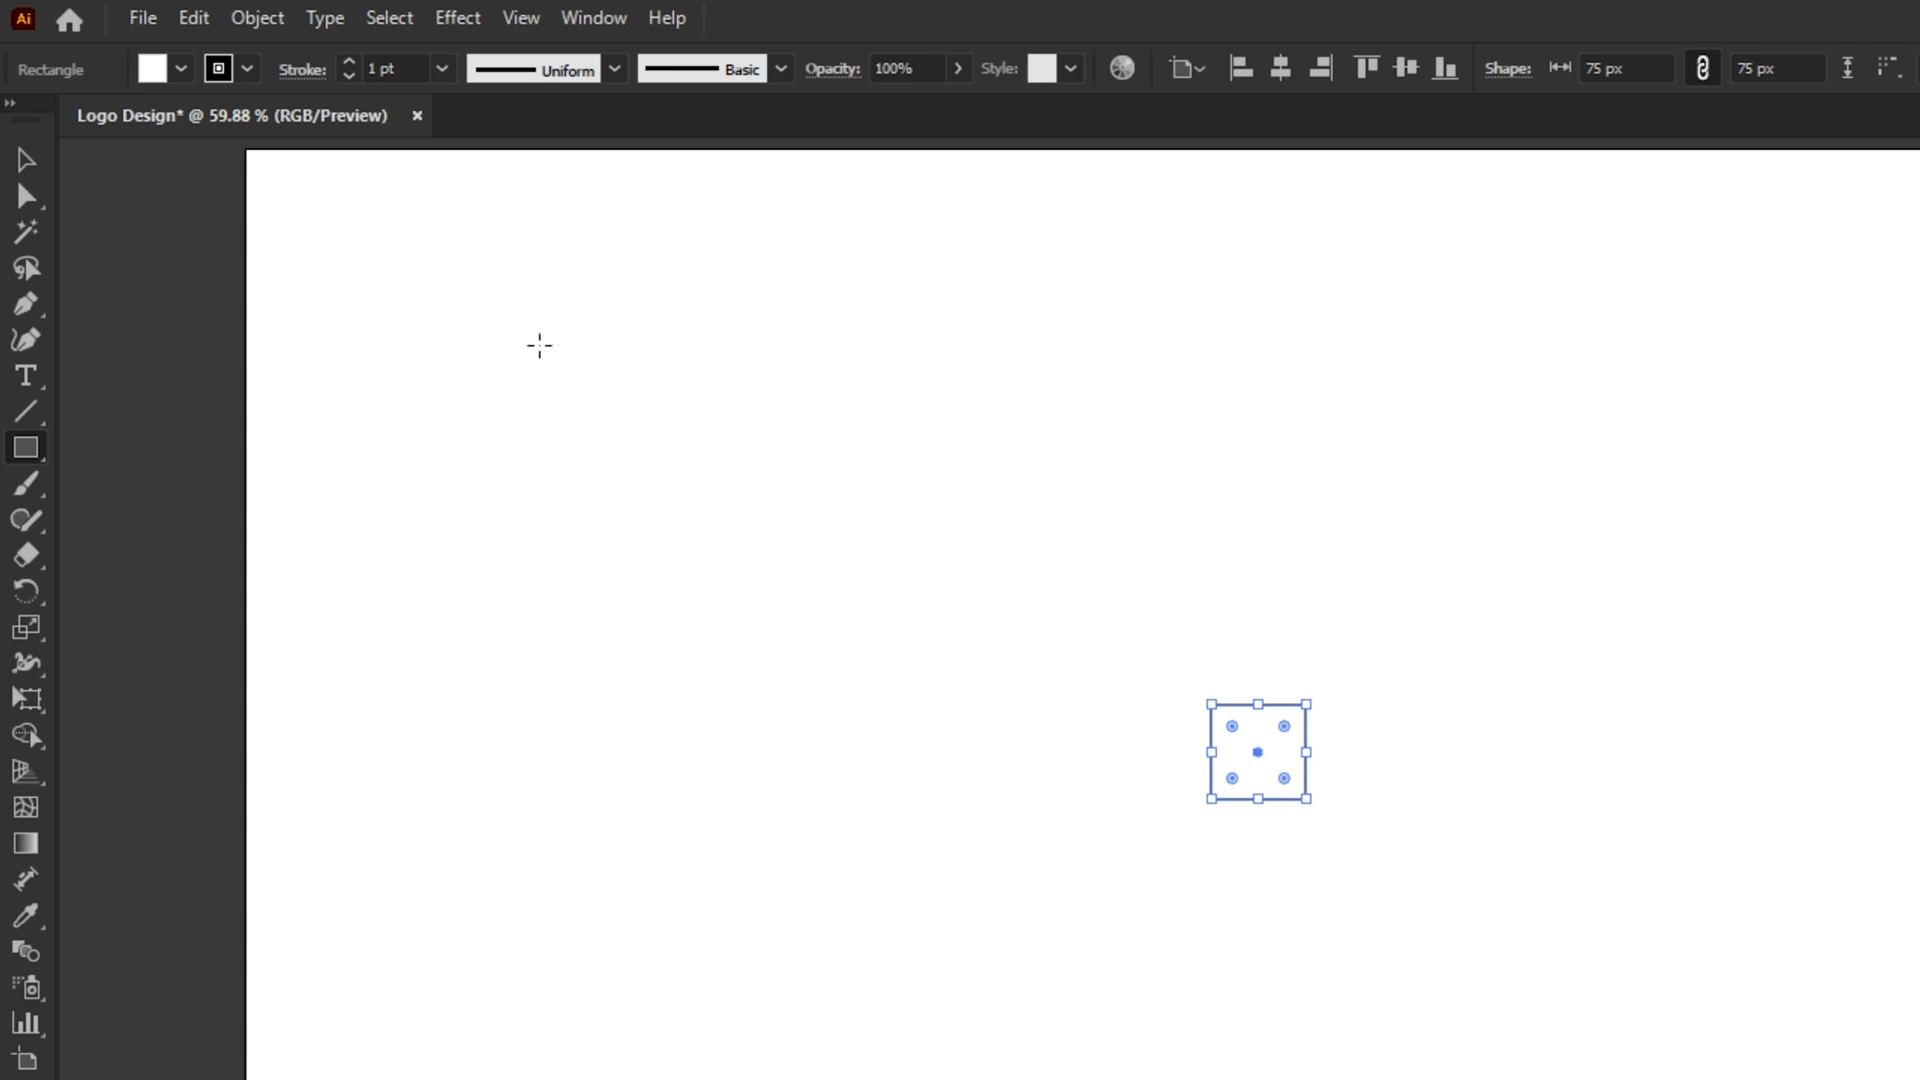 Ai File Edit Object Type Select Effect View Window Help
Rectangle Stroke: 1 pt Uniform Basic Opacity: 100% Style: Shape: 75 px 75 px
Logo Design* @ 59.88 % (RGB/Preview) ×